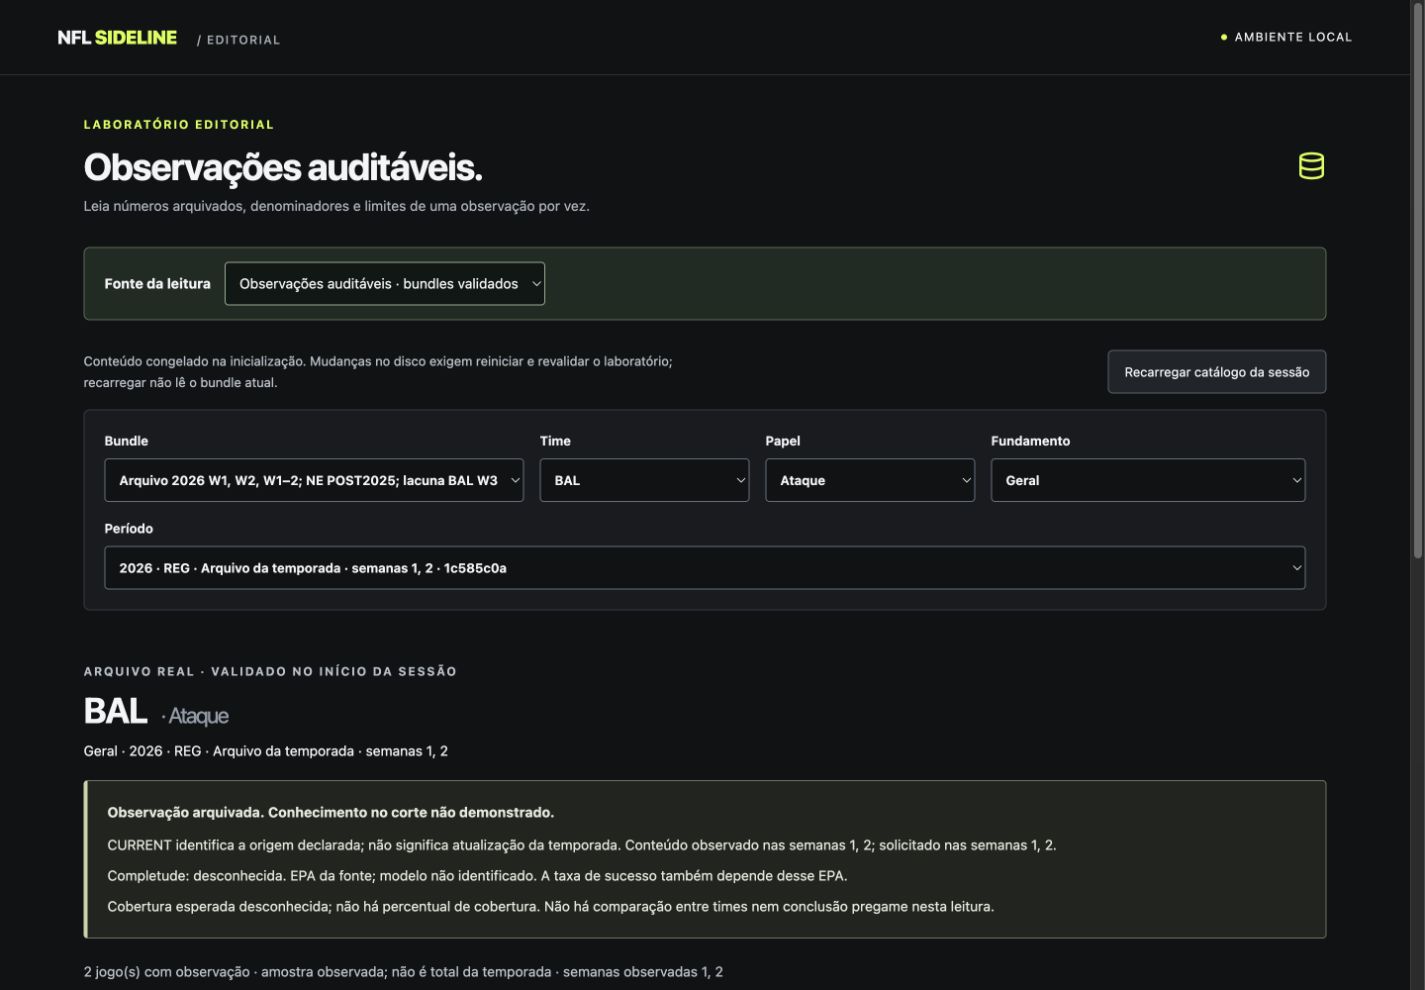 NFL SIDELINE / EDITORIAL
AMBIENTE LOCAL
LABORATÓRIO EDITORIAL
Observações auditáveis.
Leia números arquivados, denominadores e limites de uma observação por vez.
Fonte da leitura
Observações auditáveis · bundles validados
Conteúdo congelado na inicialização. Mudanças no disco exigem reiniciar e revalidar o laboratório;
recarregar não lê o bundle atual.
Recarregar catálogo da sessão
Bundle
Arquivo 2026 W1, W2, W1–2; NE POST2025; lacuna BAL W3
Time
BAL
Papel
Ataque
Fundamento
Geral
Período
2026 · REG · Arquivo da temporada · semanas 1, 2 · 1c585c0a
ARQUIVO REAL · VALIDADO NO INÍCIO DA SESSÃO
BAL · Ataque
Geral · 2026 · REG · Arquivo da temporada · semanas 1, 2
Observação arquivada. Conhecimento no corte não demonstrado.
CURRENT identifica a origem declarada; não significa atualização da temporada. Conteúdo observado nas semanas 1, 2; solicitado nas semanas 1, 2.
Completude: desconhecida. EPA da fonte; modelo não identificado. A taxa de sucesso também depende desse EPA.
Cobertura esperada desconhecida; não há percentual de cobertura. Não há comparação entre times nem conclusão pregame nesta leitura.
2 jogo(s) com observação · amostra observada; não é total da temporada · semanas observadas 1, 2